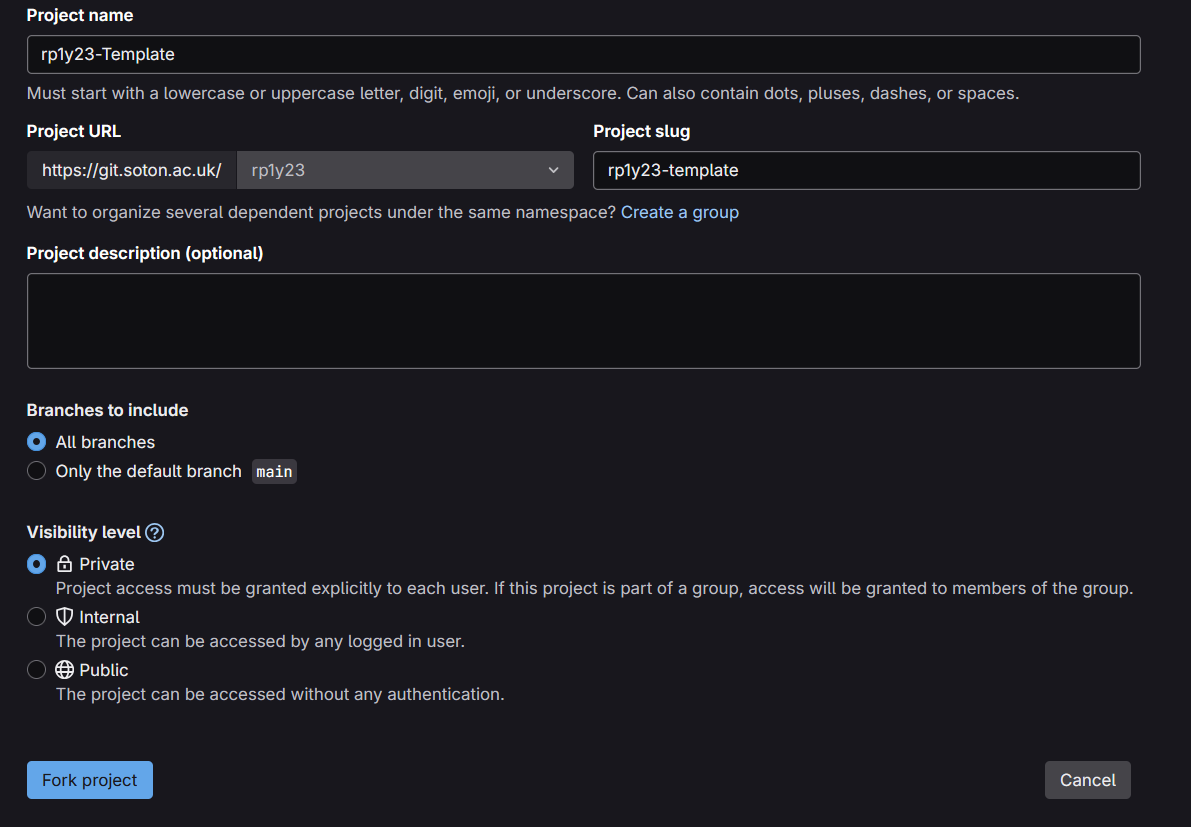 Project name
rp1y23-Template
Must start with a lowercase or uppercase letter, digit, emoji, or underscore. Can also contain dots, pluses, dashes, or spaces.
Project URL
Project slug
https://git.soton.ac.uk/
rp1y23
rp1y23-template
Want to organize several dependent projects under the same namespace? Create a group
Project description (optional)
Branches to include
All branches
Only the default branch main
Visibility level
Private
Project access must be granted explicitly to each user. If this project is part of a group, access will be granted to members of the group.
Internal
The project can be accessed by any logged in user.
Public
The project can be accessed without any authentication.
Fork project
Cancel